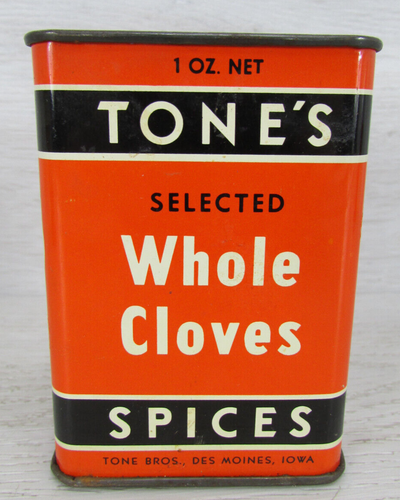 1 OZ. NET
TONE'S
SELECTED
Whole
Cloves
SPICES
TONE BROS., DES MOINES, IOWA